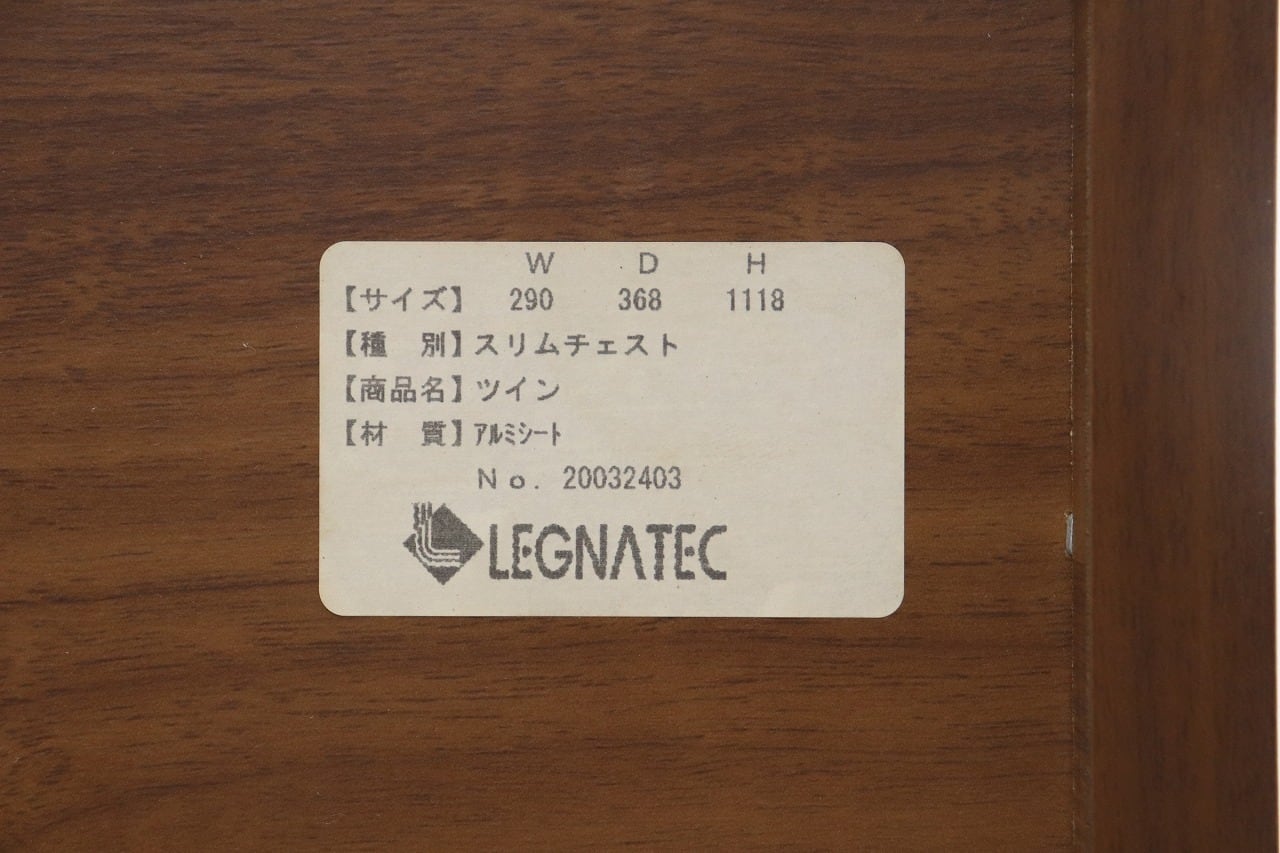 W D H
【サイズ】 290 368 1118
【種 別】スリムチェスト
【商品名】ツイン
【材 質】ｱﾙﾐｼｰﾄ
Ｎｏ. 20032403
LEGNATEC